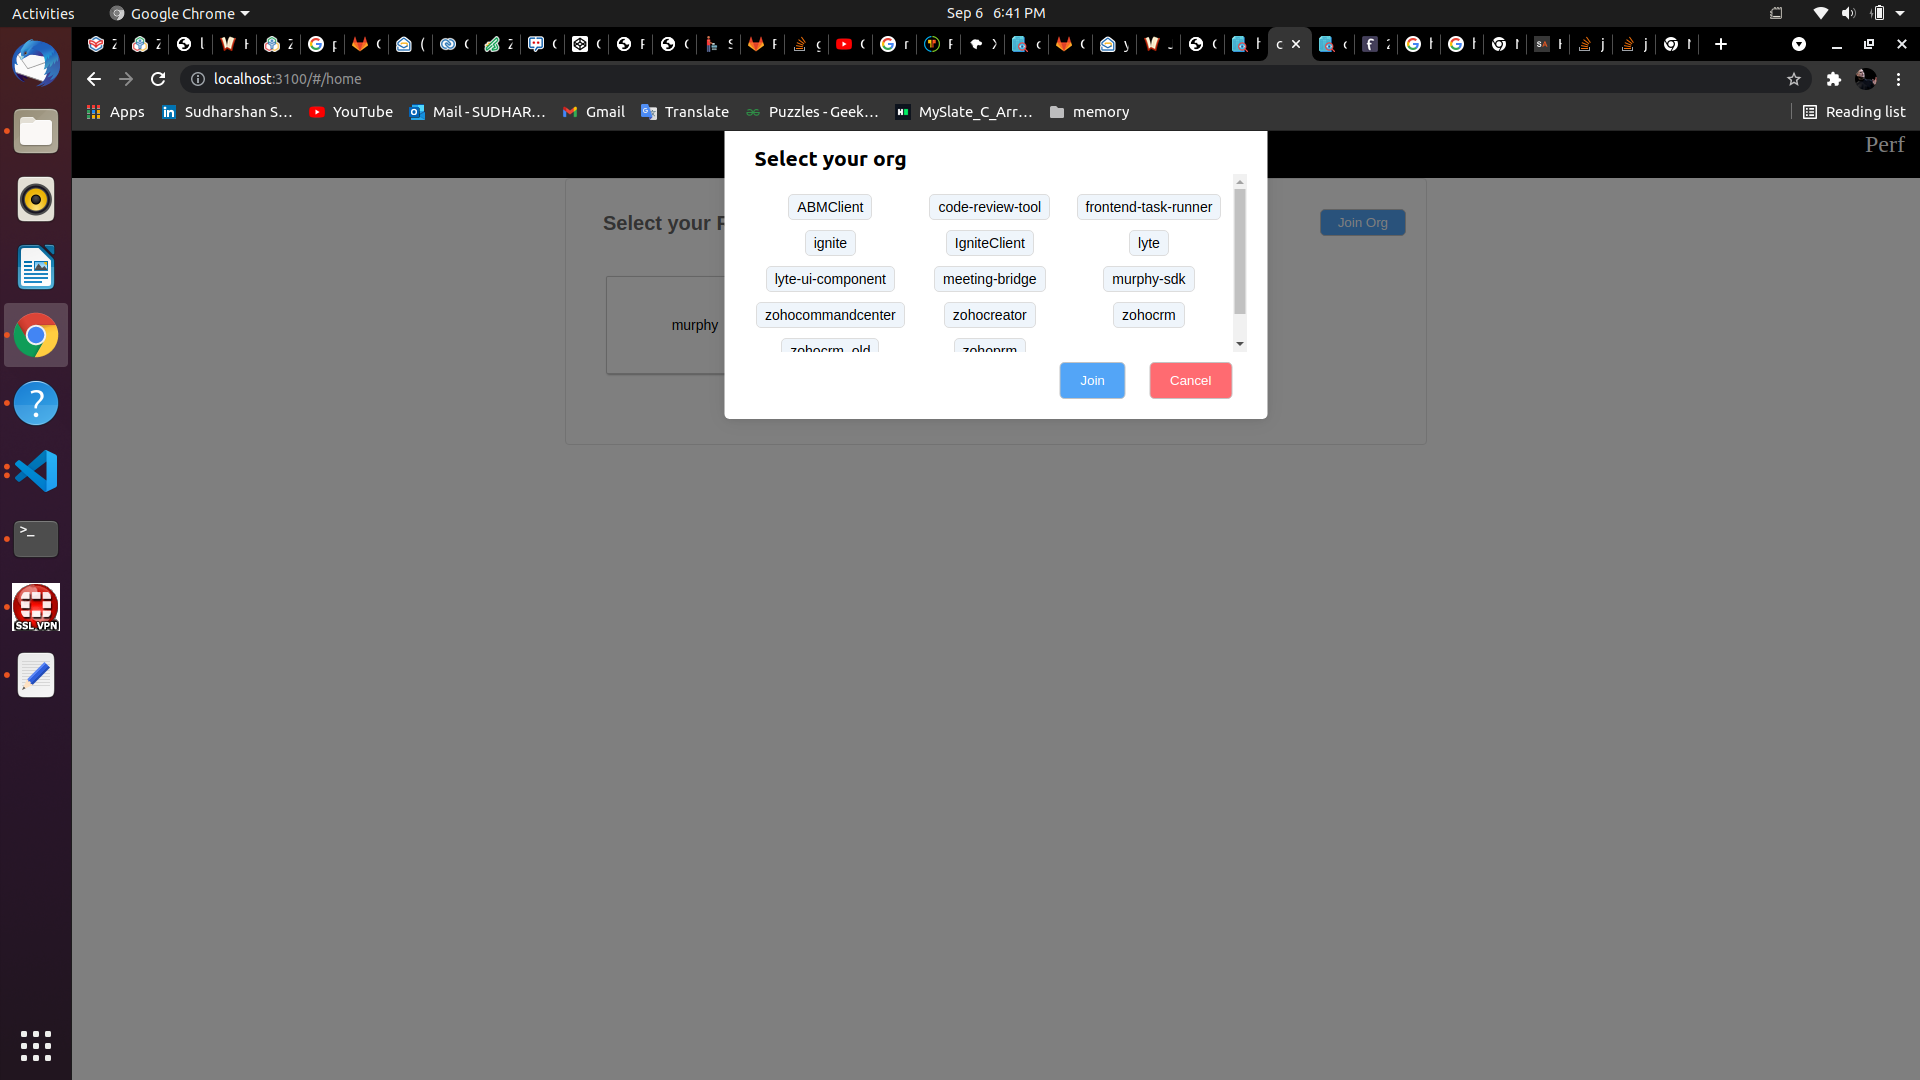 Activities Google Chrome Sep 6 6:41 PM
localhost:3100/#/home
Apps Sudharshan S... YouTube Mail - SUDHAR... Gmail Translate Puzzles - Geek... MySlate_C_Arr... memory Reading list
Perf
Select your org
Select your
Join Org
ABMClient code-review-tool frontend-task-runner
ignite IgniteClient lyte
lyte-ui-component meeting-bridge murphy-sdk
zohocommandcenter zohocreator zohocrm
zohocrm_old zohoprm
murphy
Join Cancel
SSL VPN